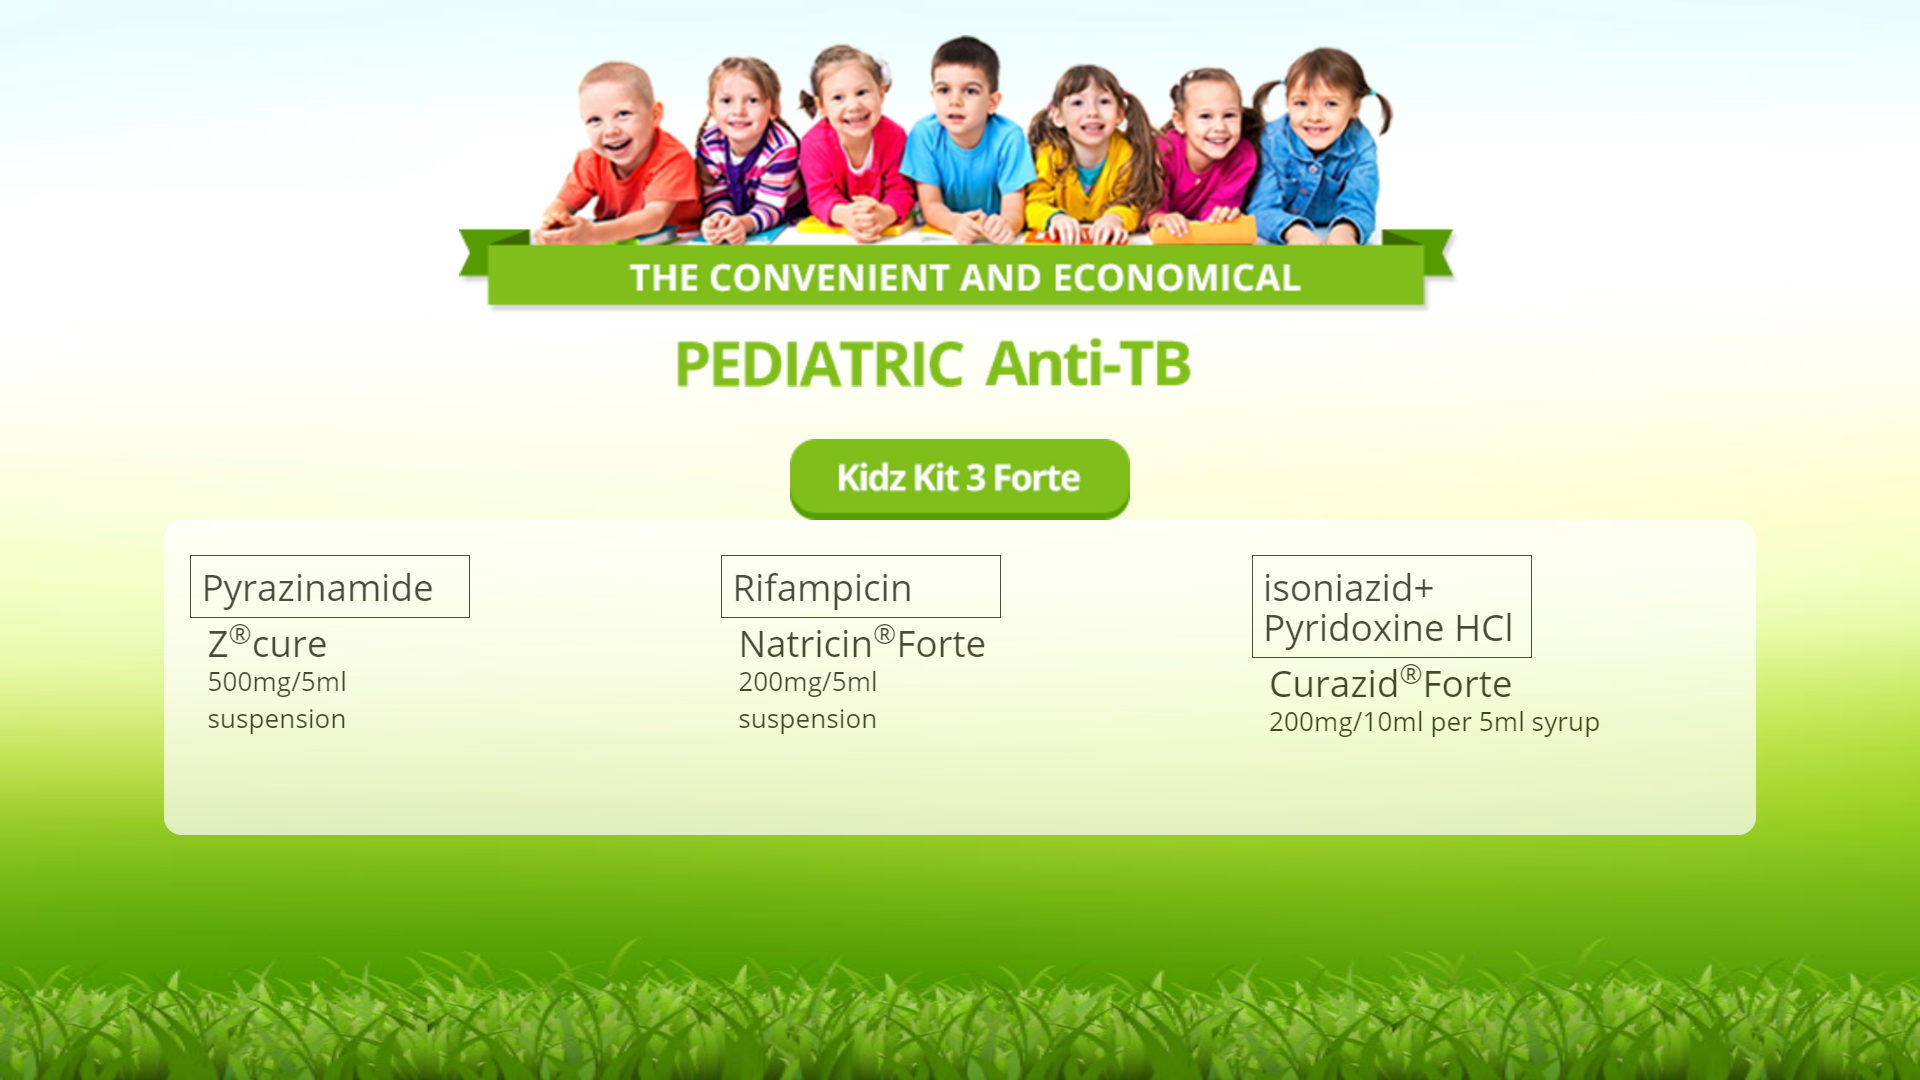 THE CONVENIENT AND ECONOMICAL
PEDIATRIC Anti-TB
Kidz Kit 3 Forte
Pyrazinamide
Z®cure
500mg/5ml
suspension
Rifampicin
Natricin®Forte
200mg/5ml
suspension
isoniazid+
Pyridoxine HCl
Curazid®Forte
200mg/10ml per 5ml syrup